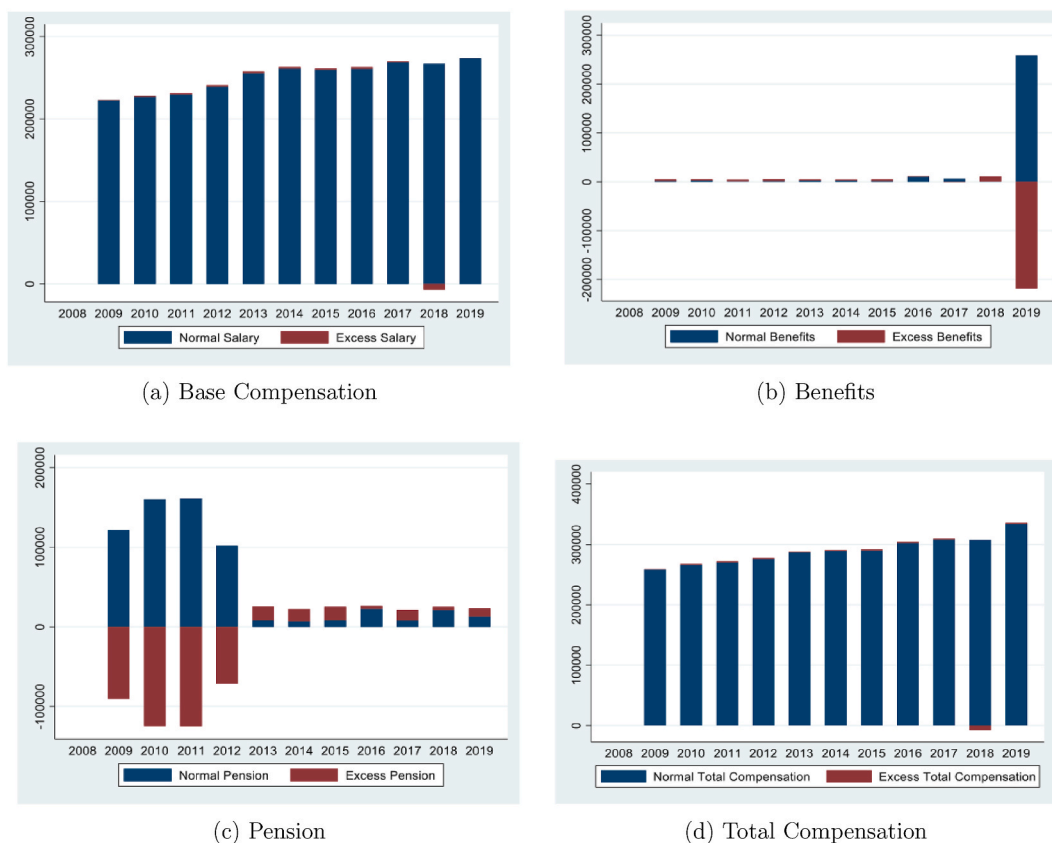 300000
200000
100000
0
2008 2009 2010 2011 2012 2013 2014 2015 2016 2017 2018 2019
Normal Salary Excess Salary
(a) Base Compensation
300000
200000
100000
0
-100000
-200000
2008 2009 2010 2011 2012 2013 2014 2015 2016 2017 2018 2019
Normal Benefits Excess Benefits
(b) Benefits
200000
100000
0
-100000
2008 2009 2010 2011 2012 2013 2014 2015 2016 2017 2018 2019
Normal Pension Excess Pension
(c) Pension
400000
300000
200000
100000
0
2008 2009 2010 2011 2012 2013 2014 2015 2016 2017 2018 2019
Normal Total Compensation Excess Total Compensation
(d) Total Compensation